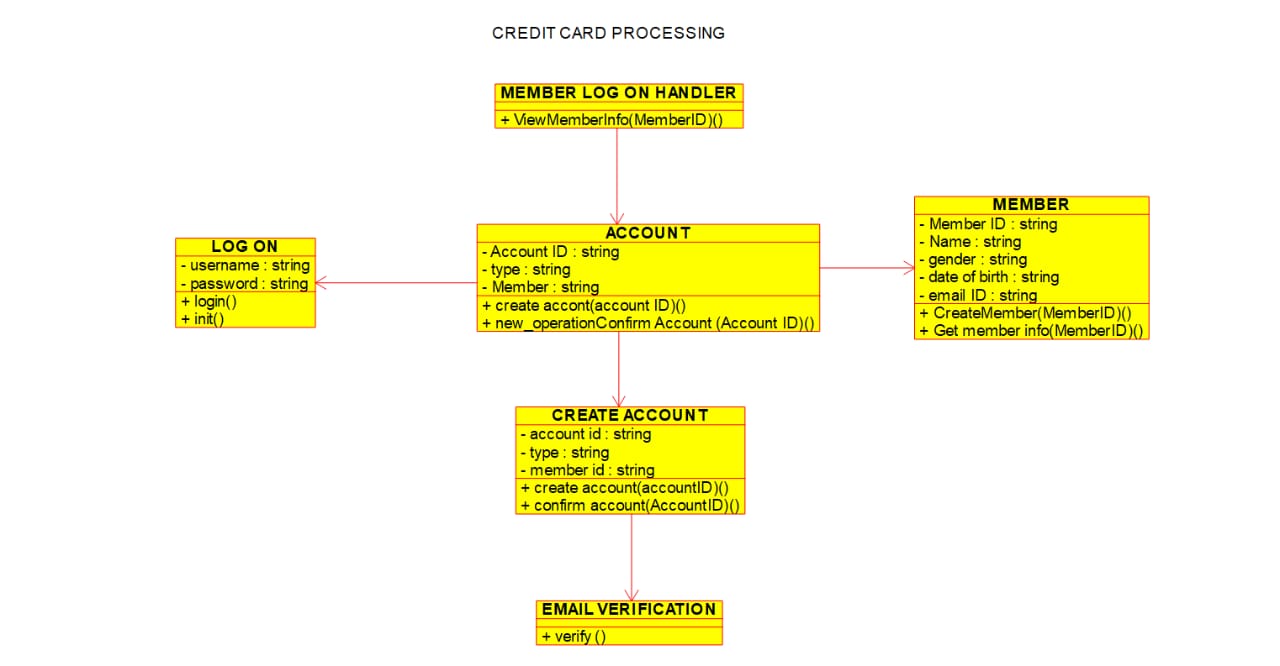 CREDIT CARD PROCESSING
MEMBER LOG ON HANDLER
+ ViewMemberInfo(MemberID)()
LOG ON
- username : string
- password : string
+ login()
+ init()
ACCOUNT
- Account ID : string
- type : string
- Member : string
+ create accont(account ID)()
+ new_operationConfirm Account (Account ID)()
MEMBER
- Member ID : string
- Name : string
- gender : string
- date of birth : string
- email ID : string
+ CreateMember(MemberID)()
+ Get member info(MemberID)()
CREATE ACCOUNT
- account id : string
- type : string
- member id : string
+ create account(accountID)()
+ confirm account(AccountID)()
EMAIL VERIFICATION
+ verify ()